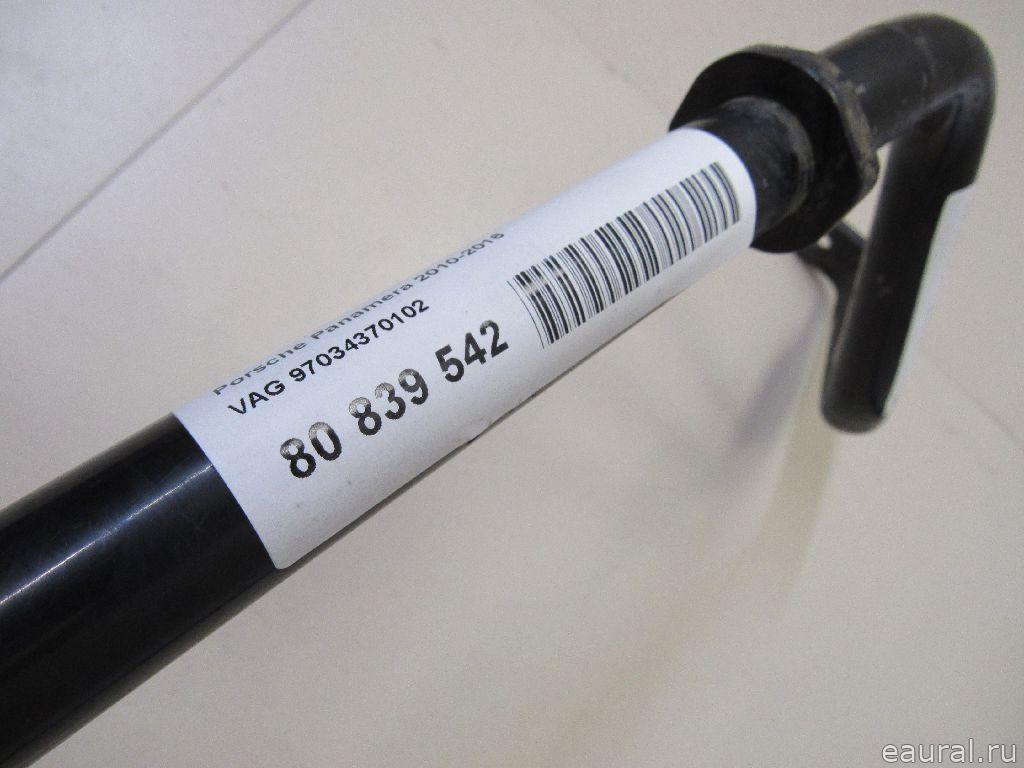 Porsche Panamera 2010-2016
VAG 97034370102
80 839 542
eaural.ru